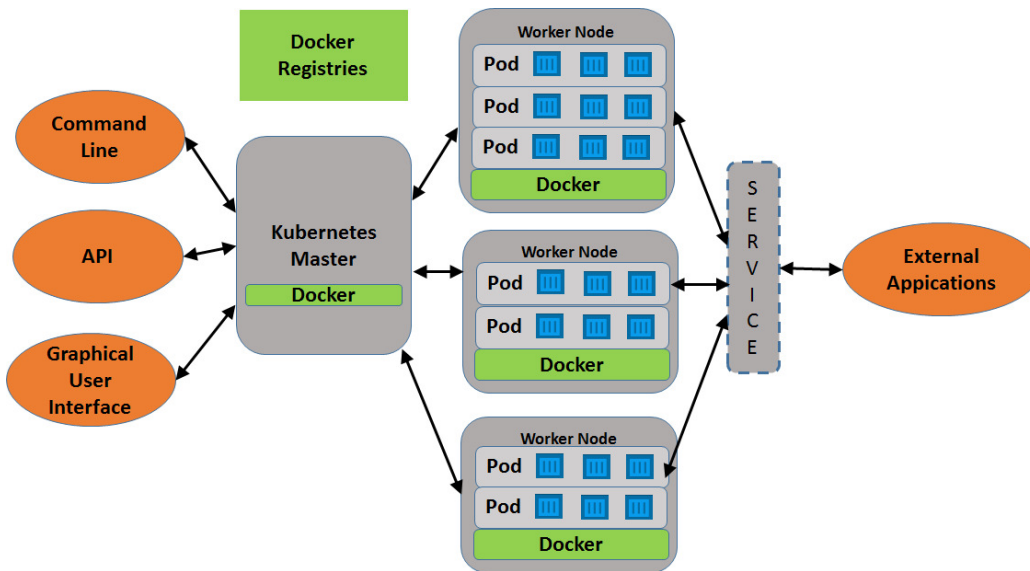 Docker
Registries
Command
Line
API
Graphical
User
Interface
Kubernetes
Master
Docker
Worker Node
Pod
Pod
Pod
Docker
Worker Node
Pod
Pod
Docker
Worker Node
Pod
Pod
Docker
SERVICE
External
Appications